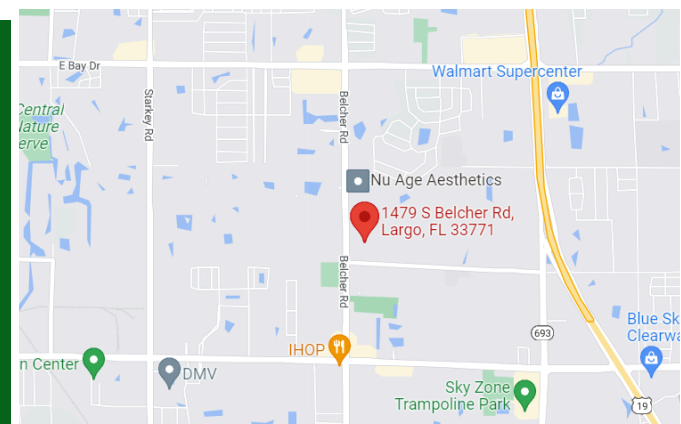 E Bay Dr
Walmart Supercenter
Starkey Rd
Belcher Rd
Central
Nature
erve
Nu Age Aesthetics
1479 S Belcher Rd,
Largo, FL 33771
Belcher Rd
693
Blue Sk
Clearwa
IHOP
n Center
DMV
Sky Zone
Trampoline Park
19